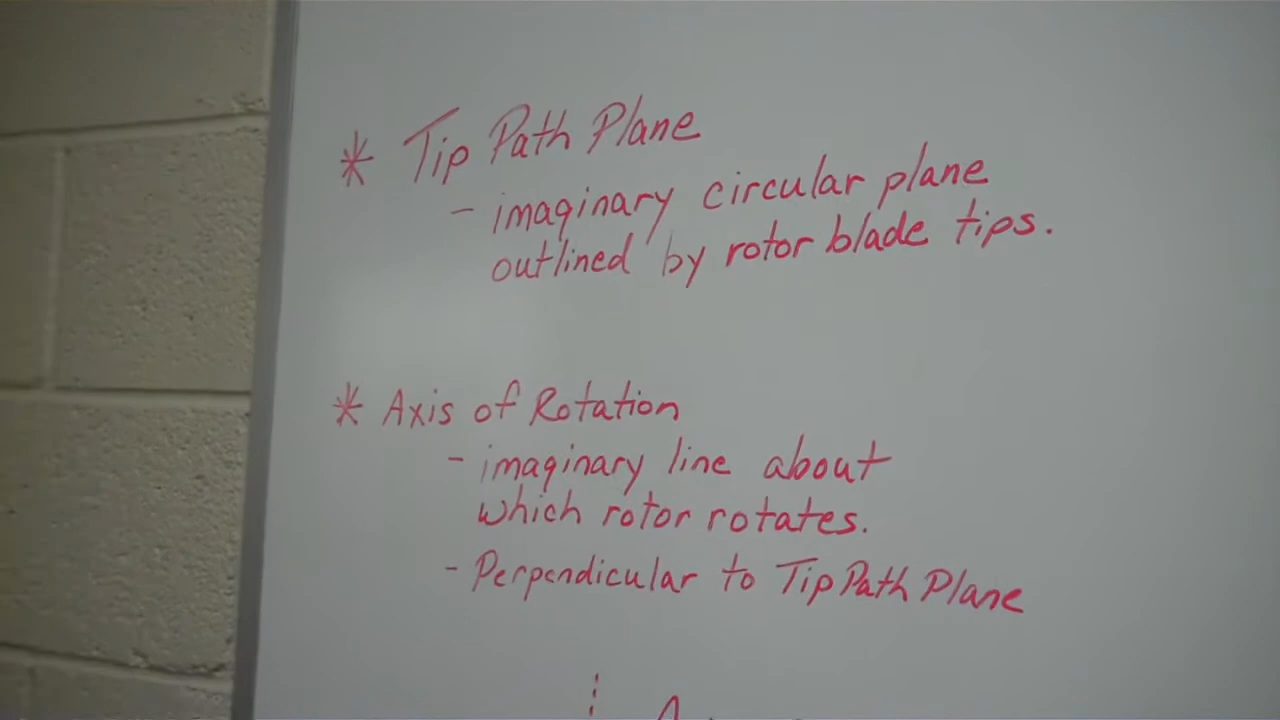 * Tip Path Plane
- imaginary circular plane
outlined by rotor blade tips.
* Axis of Rotation
- imaginary line about
which rotor rotates.
- Perpendicular to Tip Path Plane